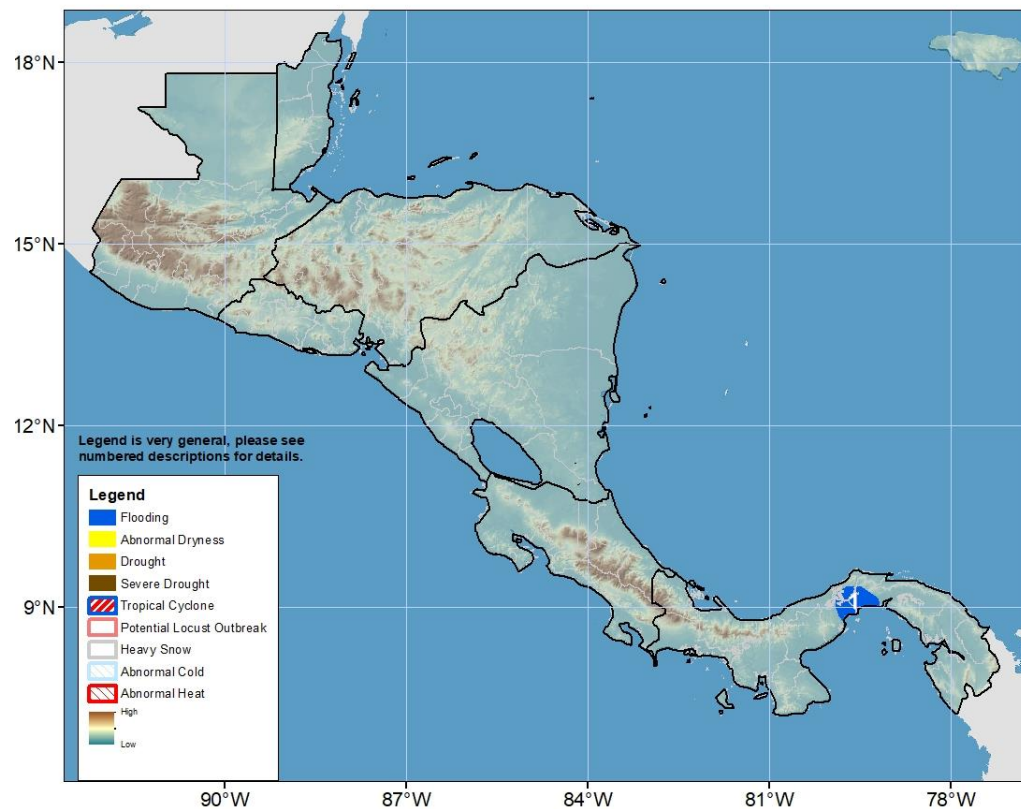 18°N
15°N
12°N
Legend is very general, please see
numbered descriptions for details.
Legend
Flooding
Abnormal Dryness
Drought
Severe Drought
Tropical Cyclone
9°N
1
Potential Locust Outbreak
Heavy Snow
Abnormal Cold
Abnormal Heat
High
Low
90°W
87°W
84°W
81°W
78°W